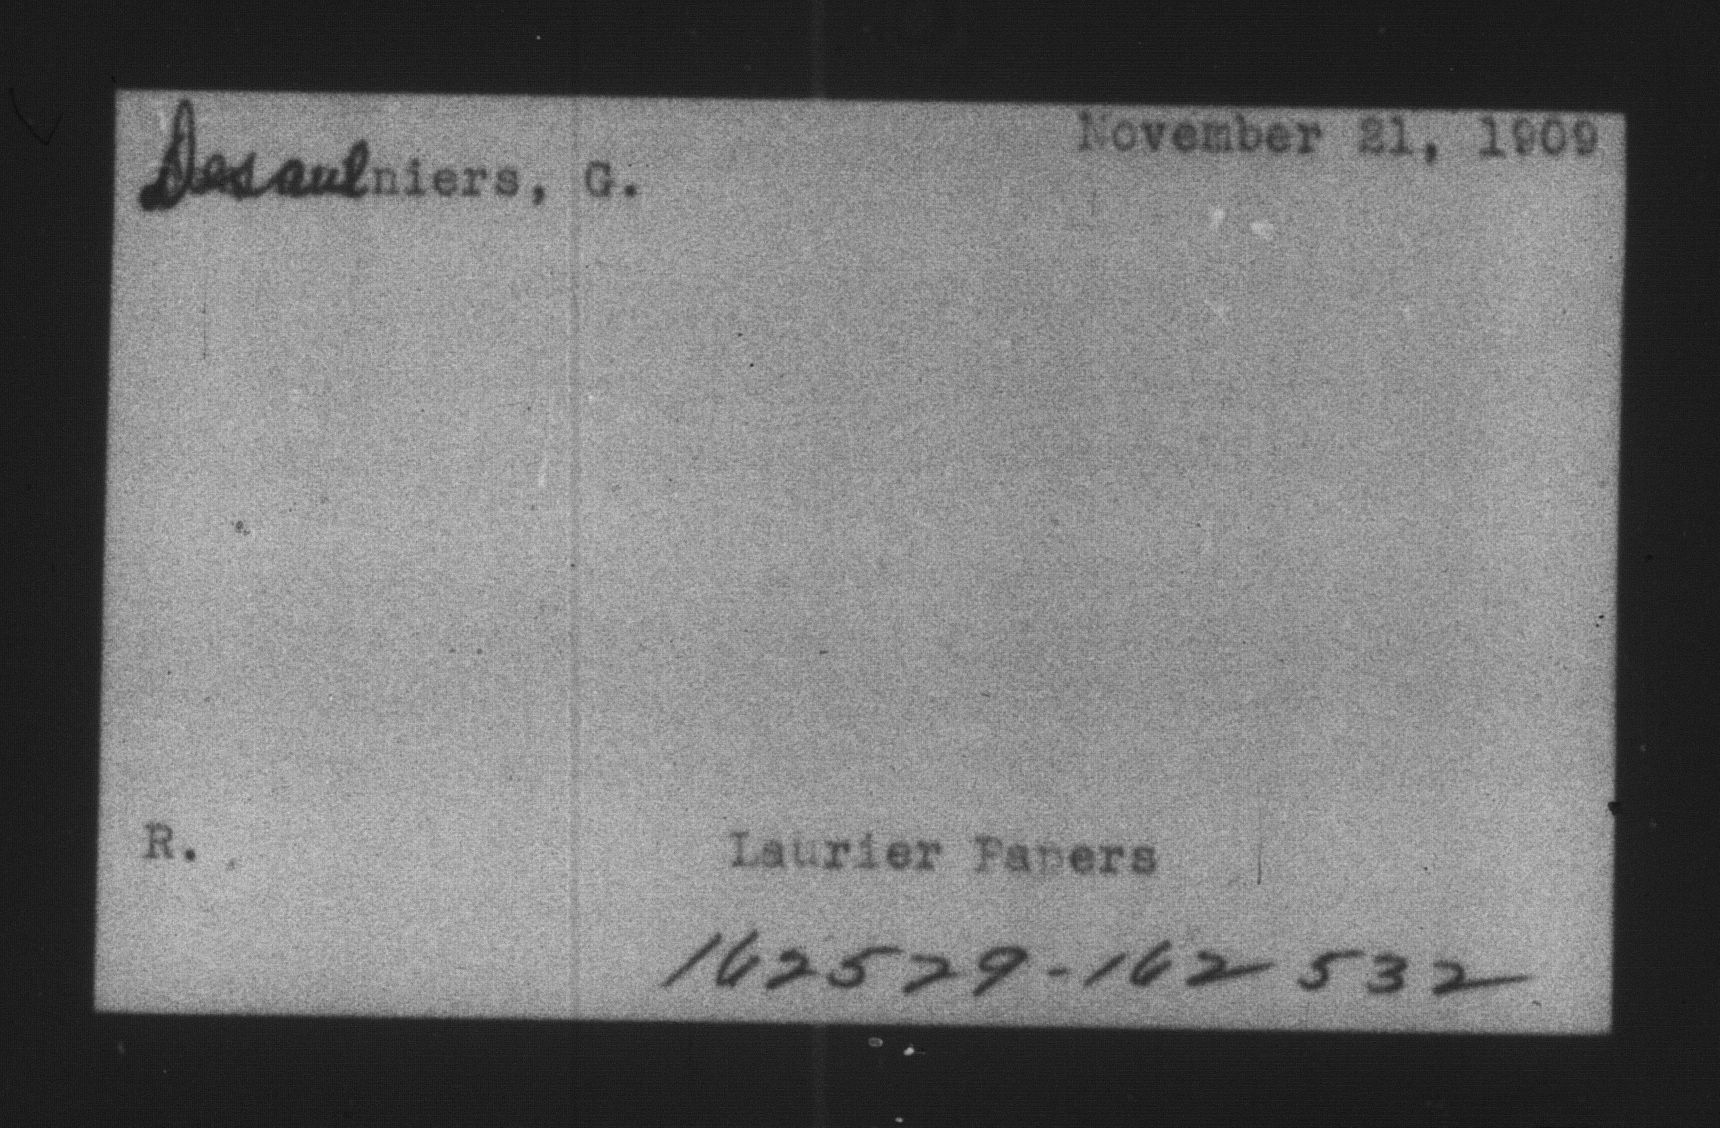 November 21, 1909
Desaulniers, G.
R.
Laurier Papers
162529-162532